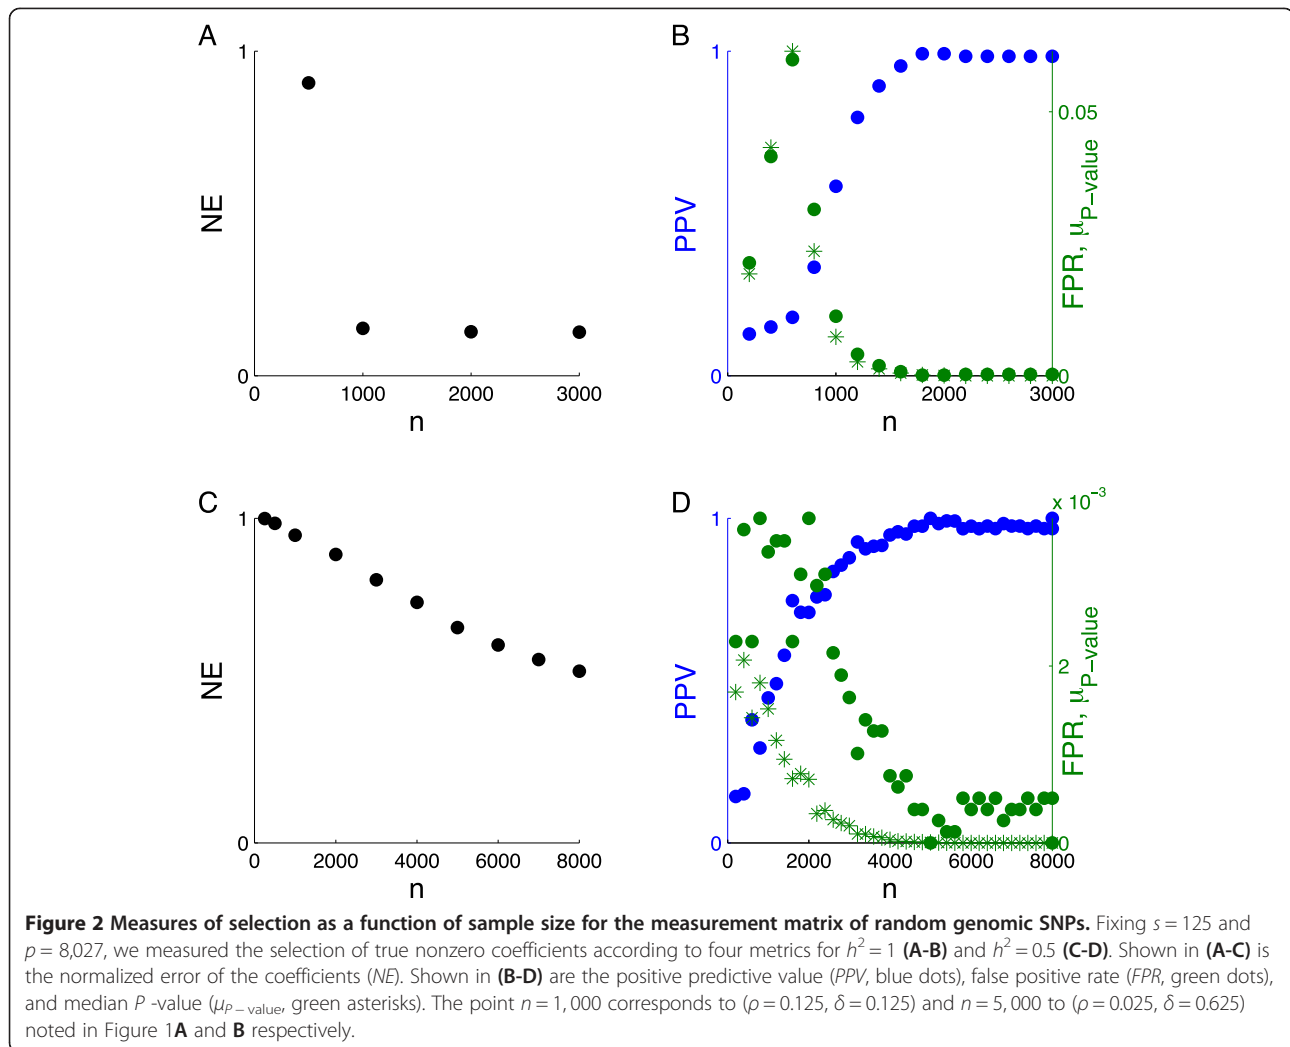 A
1
NE
0
0 1000 2000 3000
n
B
1
PPV
0
0.05
FPR, μP−value
0
0 1000 2000 3000
n
C
1
NE
0
0 2000 4000 6000 8000
n
D
1
PPV
0
x 10−3
2
FPR, μP−value
0
0 2000 4000 6000 8000
n
Figure 2 Measures of selection as a function of sample size for the measurement matrix of random genomic SNPs. Fixing s = 125 and
p = 8,027, we measured the selection of true nonzero coefficients according to four metrics for h2 = 1 (A-B) and h2 = 0.5 (C-D). Shown in (A-C) is
the normalized error of the coefficients (NE). Shown in (B-D) are the positive predictive value (PPV, blue dots), false positive rate (FPR, green dots),
and median P -value (μP − value, green asterisks). The point n = 1, 000 corresponds to (ρ = 0.125, δ = 0.125) and n = 5, 000 to (ρ = 0.025, δ = 0.625)
noted in Figure 1A and B respectively.